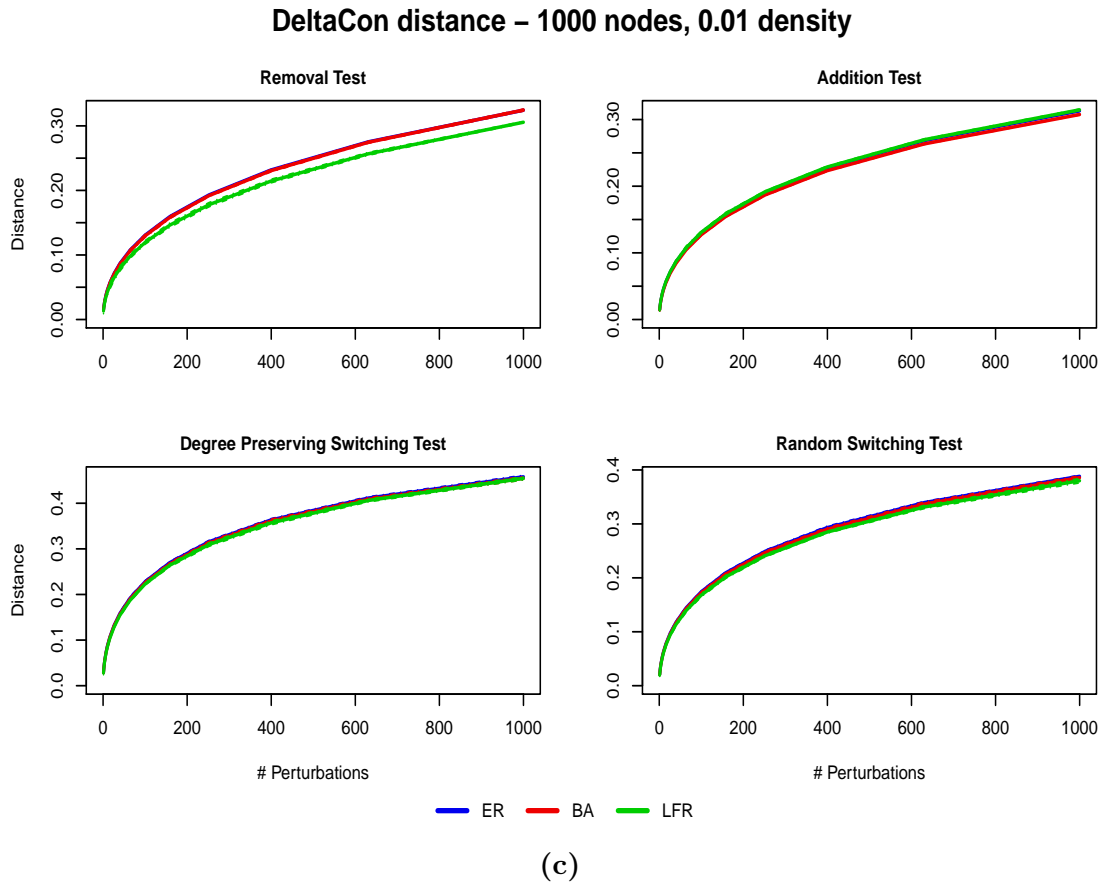 DeltaCon distance – 1000 nodes, 0.01 density
Removal Test
Distance
0.00 0.10 0.20 0.30
0 200 400 600 800 1000
Addition Test
0.00 0.10 0.20 0.30
0 200 400 600 800 1000
Degree Preserving Switching Test
Distance
0.0 0.1 0.2 0.3 0.4
0 200 400 600 800 1000
# Perturbations
Random Switching Test
0.0 0.1 0.2 0.3 0.4
0 200 400 600 800 1000
# Perturbations
ER BA LFR
(c)